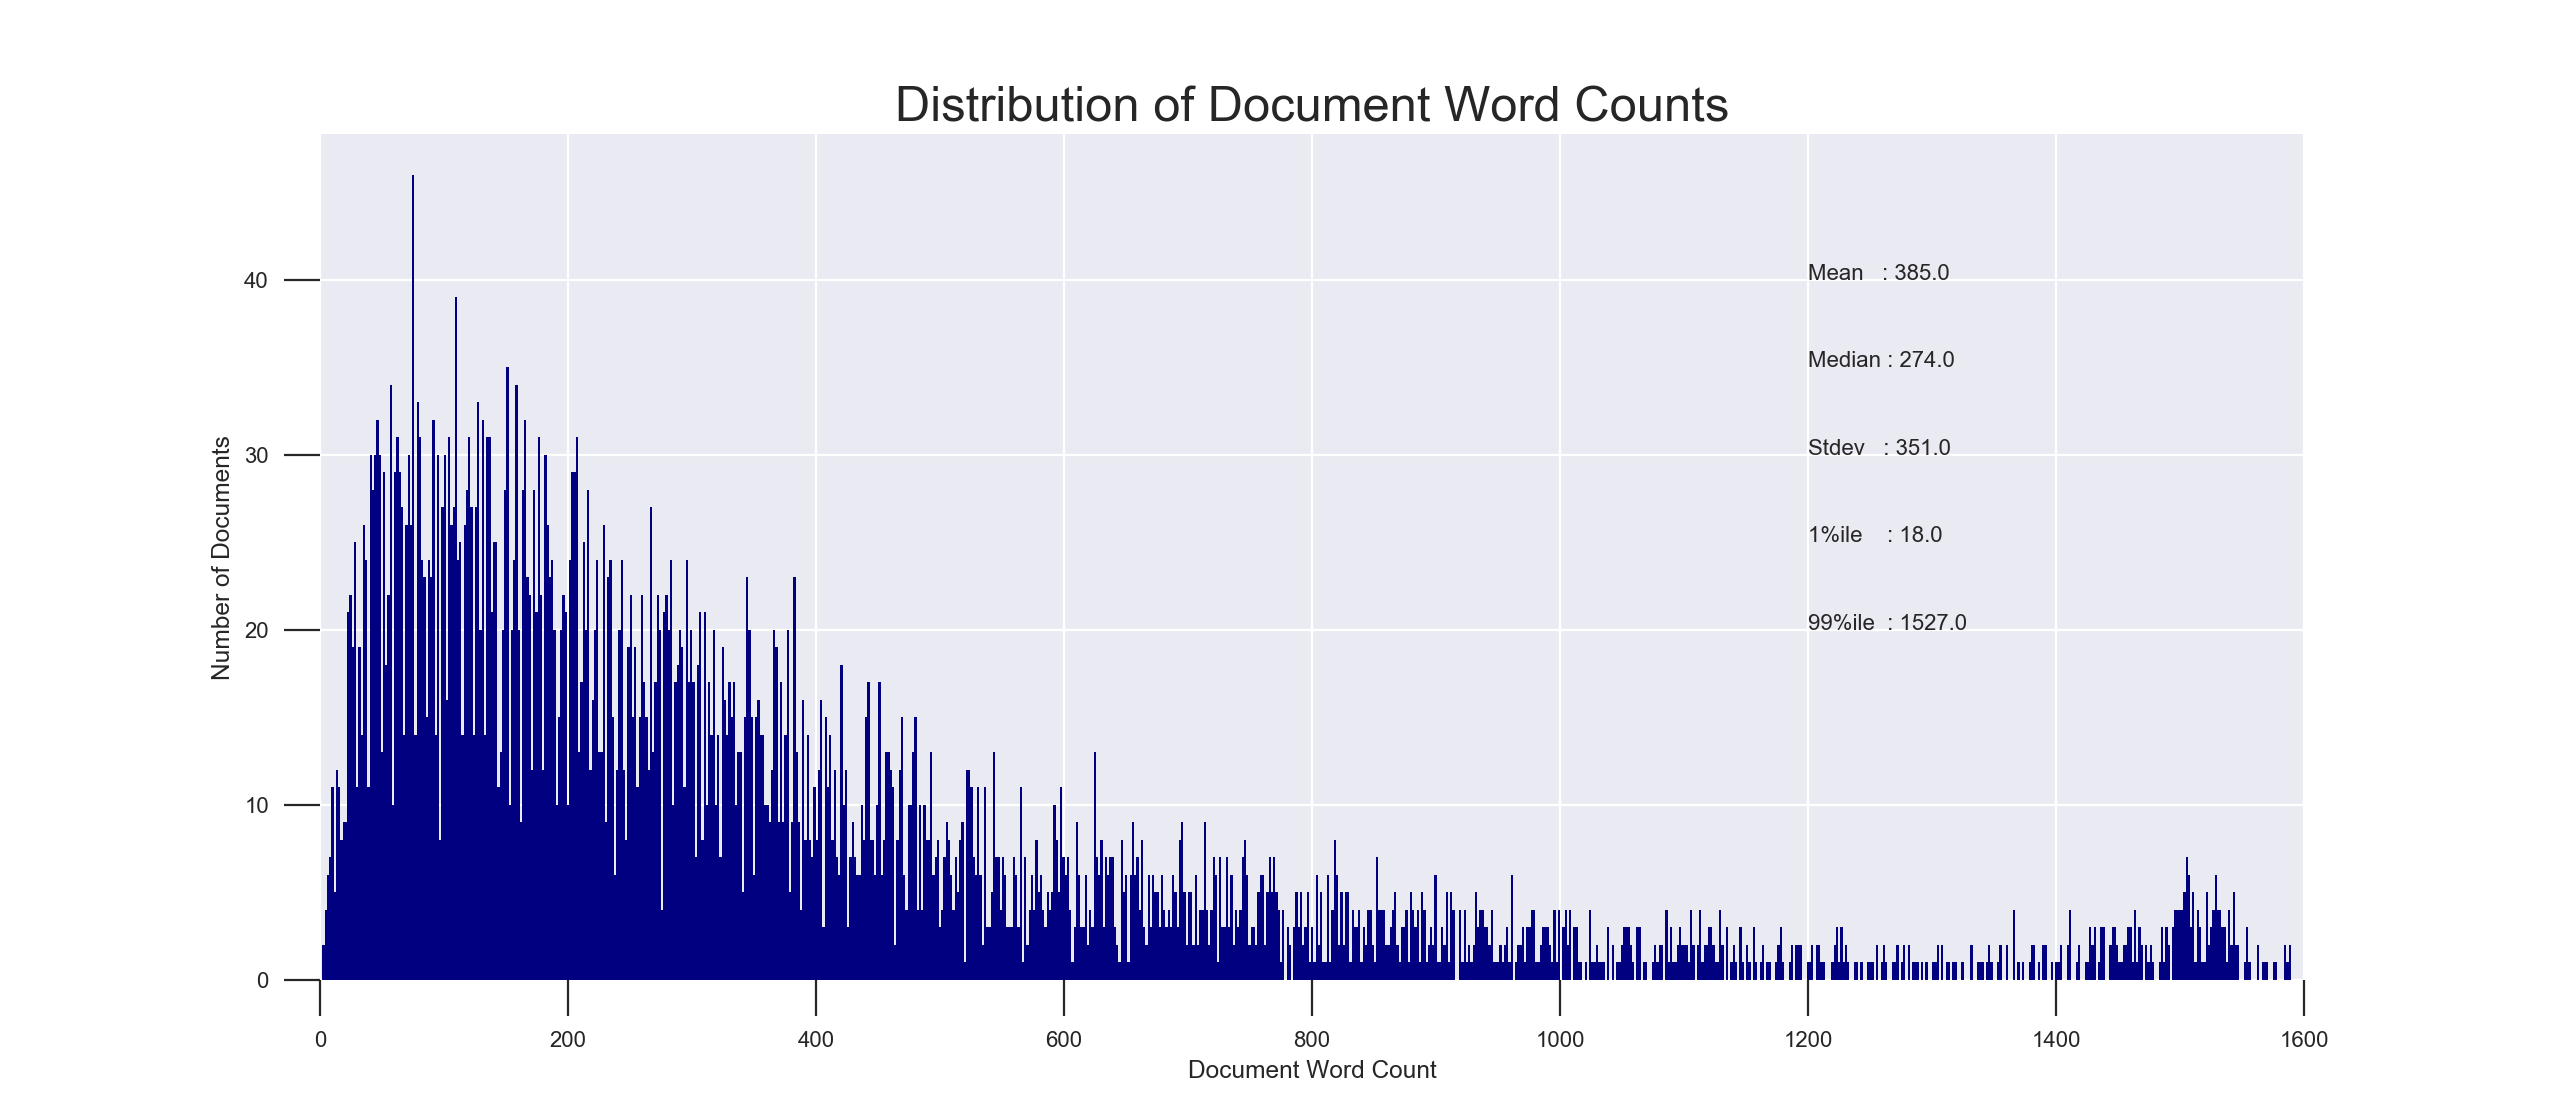 Distribution of Document Word Counts
Number of Documents
40
30
20
10
0
Mean : 385.0
Median : 274.0
Stdev : 351.0
1%ile : 18.0
99%ile : 1527.0
0 200 400 600 800 1000 1200 1400 1600
Document Word Count